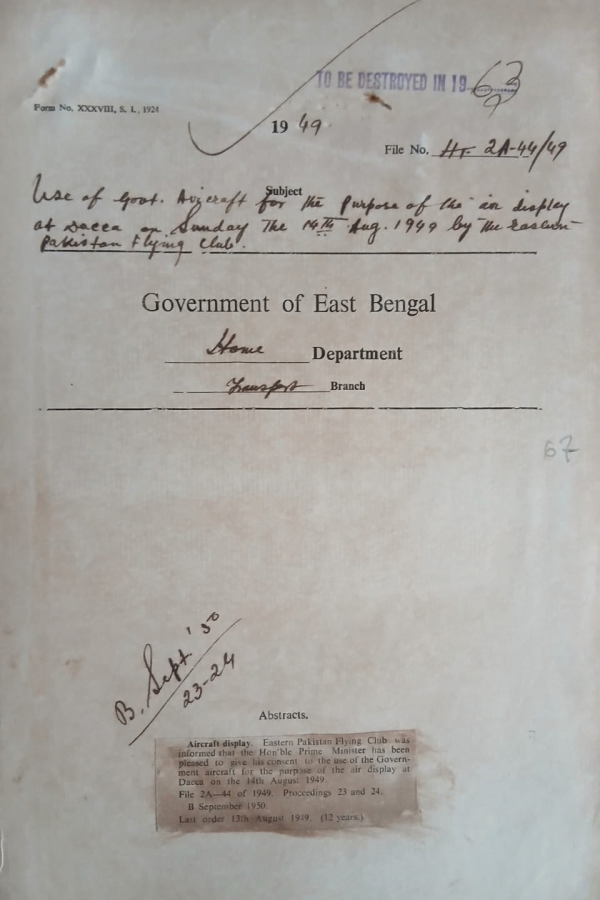 TO BE DESTROYED IN 19 63
Form No. XXXVIII, S. I., 1924
19 49
File No. 2A-44/49
Subject
Use of Govt. Aircraft for the Purpose of the air display
at Dacca on Sunday The 14th Aug. 1949 by The Eastern
Pakistan Flying Club.
Government of East Bengal
Home Department
Transport Branch
67
B. Sept '50
23-24
Abstracts.
Aircraft display. Eastern Pakistan Flying Club was
informed that the Hon'ble Prime Minister has been
pleased to give his consent to the use of the Govern-
ment aircraft for the purpose of the air display at
Dacca on the 14th August 1949.
File 2A—44 of 1949. Proceedings 23 and 24.
B September 1950.
Last order 13th August 1949. (12 years.)